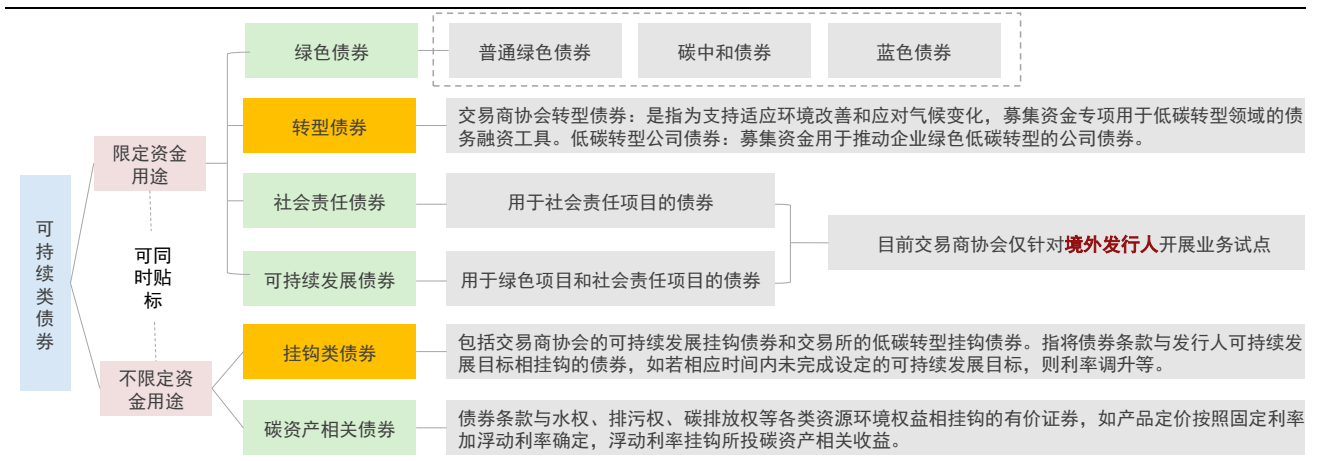 可
持
续
类
债
券
限定资金
用途
可同
时贴
标
不限定资
金用途
绿色债券
普通绿色债券
碳中和债券
蓝色债券
转型债券
交易商协会转型债券：是指为支持适应环境改善和应对气候变化，募集资金专项用于低碳转型领域的债
务融资工具。低碳转型公司债券：募集资金用于推动企业绿色低碳转型的公司债券。
社会责任债券
用于社会责任项目的债券
可持续发展债券
用于绿色项目和社会责任项目的债券
目前交易商协会仅针对境外发行人开展业务试点
挂钩类债券
包括交易商协会的可持续发展挂钩债券和交易所的低碳转型挂钩债券。指将债券条款与发行人可持续发
展目标相挂钩的债券，如若相应时间内未完成设定的可持续发展目标，则利率调升等。
碳资产相关债券
债券条款与水权、排污权、碳排放权等各类资源环境权益相挂钩的有价证券，如产品定价按照固定利率
加浮动利率确定，浮动利率挂钩所投碳资产相关收益。